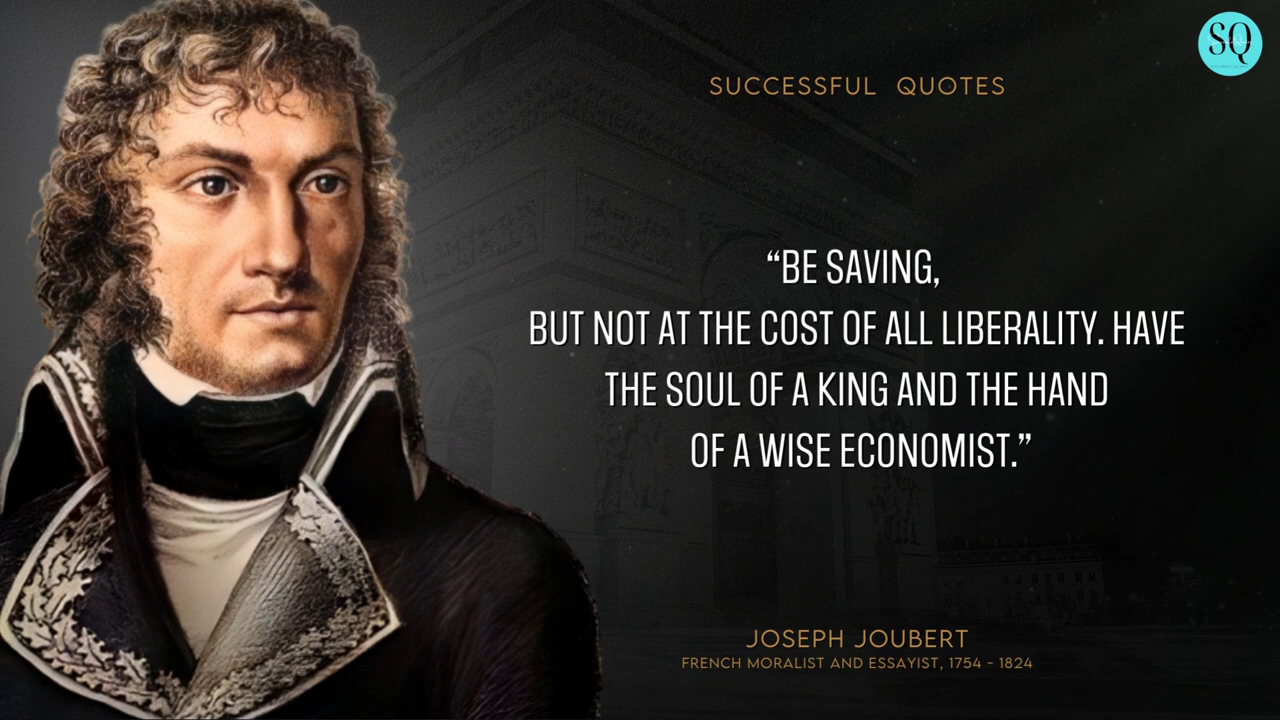 SQ
SUCCESSFUL QUOTES
“BE SAVING,
BUT NOT AT THE COST OF ALL LIBERALITY. HAVE
THE SOUL OF A KING AND THE HAND
OF A WISE ECONOMIST.”
JOSEPH JOUBERT
FRENCH MORALIST AND ESSAYIST, 1754 - 1824